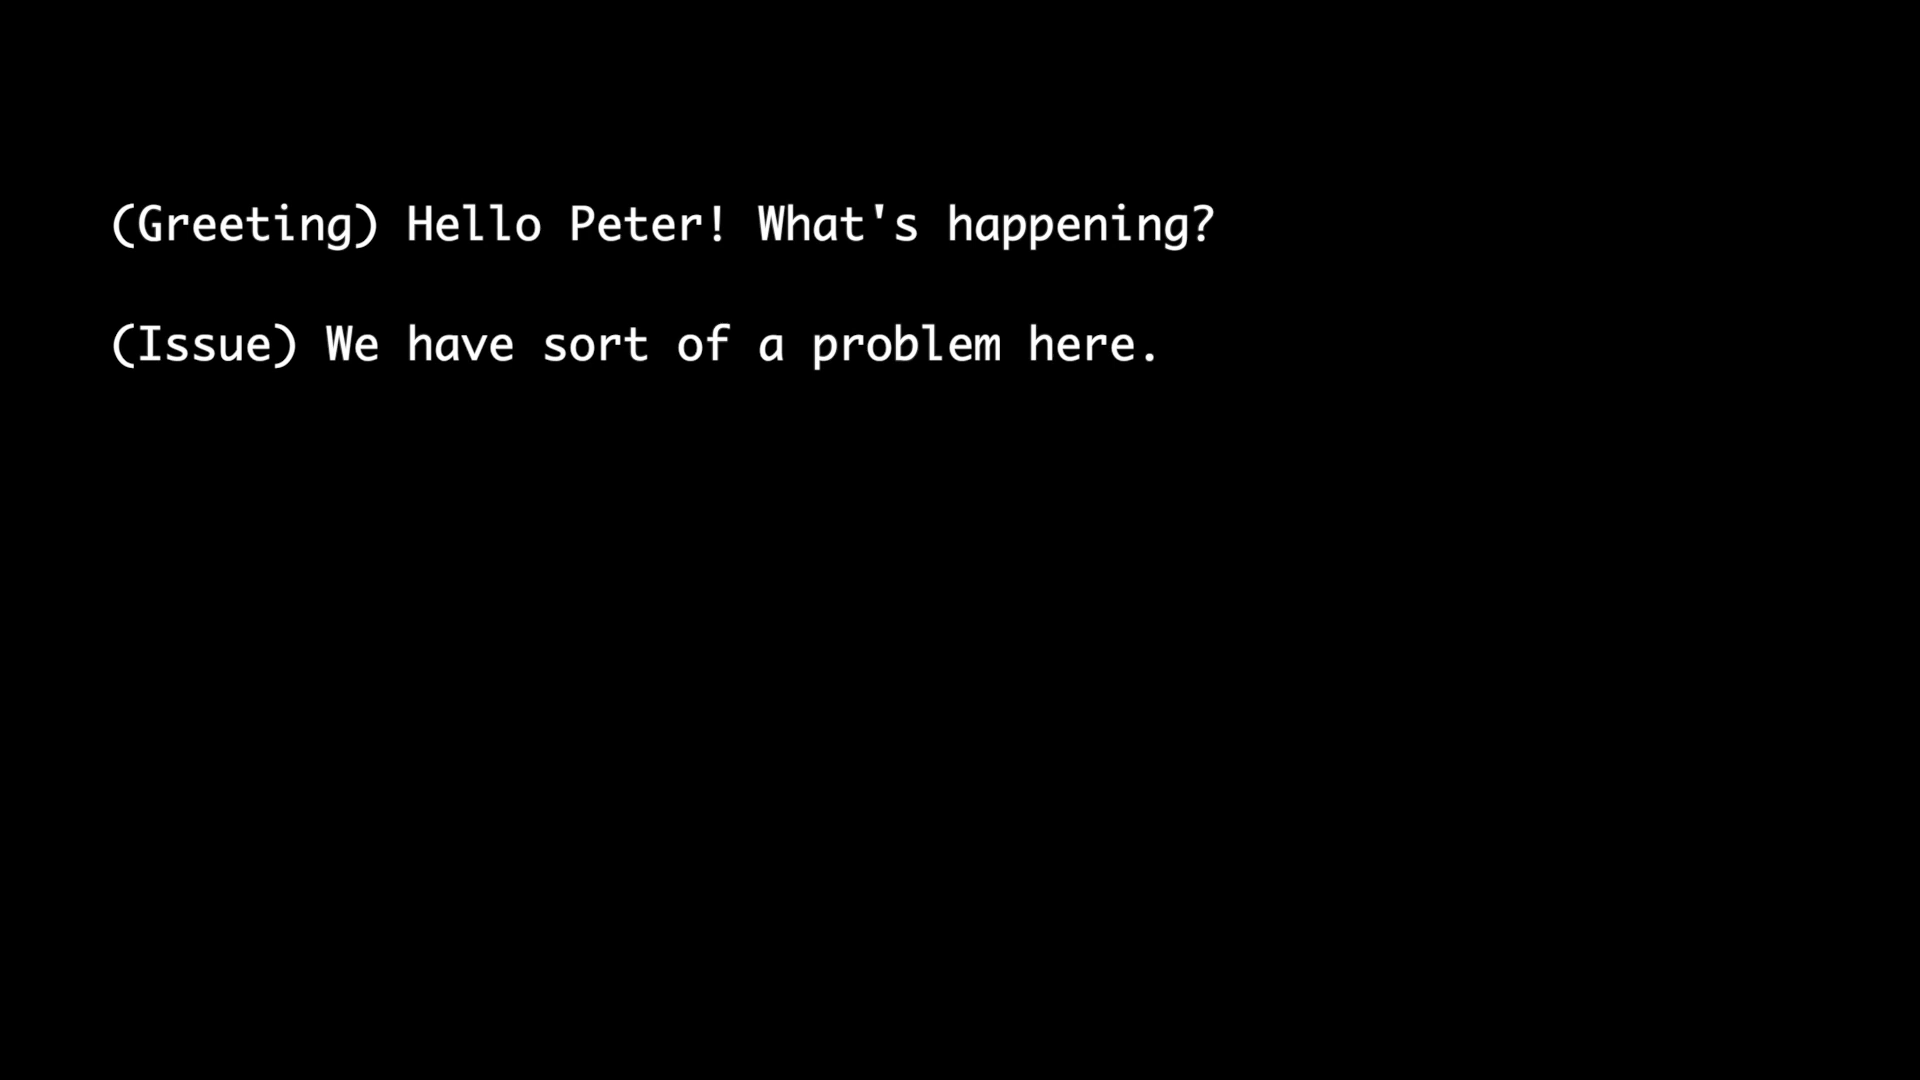 (Greeting) Hello Peter! What's happening?
(Issue) We have sort of a problem here.